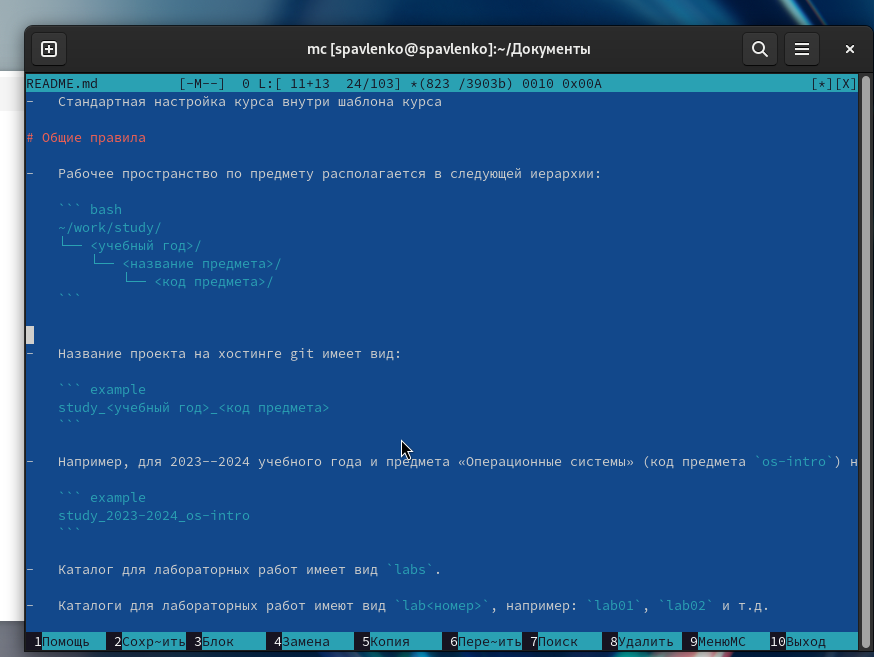 mc [spavlenko@spavlenko]:~/Документы
README.md [-M--] 0 L:[ 11+13 24/103] *(823 /3903b) 0010 0x00A [*][X]
- Стандартная настройка курса внутри шаблона курса
# Общие правила
- Рабочее пространство по предмету располагается в следующей иерархии:
``` bash
~/work/study/
└── <учебный год>/
└── <название предмета>/
└── <код предмета>/
```
- Название проекта на хостинге git имеет вид:
``` example
study_<учебный год>_<код предмета>
```
- Например, для 2023--2024 учебного года и предмета «Операционные системы» (код предмета `os-intro`) н
``` example
study_2023-2024_os-intro
```
- Каталог для лабораторных работ имеет вид `labs`.
- Каталоги для лабораторных работ имеют вид `lab<номер>`, например: `lab01`, `lab02` и т.д.
1Помощь 2Сохр~ить 3Блок 4Замена 5Копия 6Пере~ить 7Поиск 8Удалить 9МенюMC 10Выход